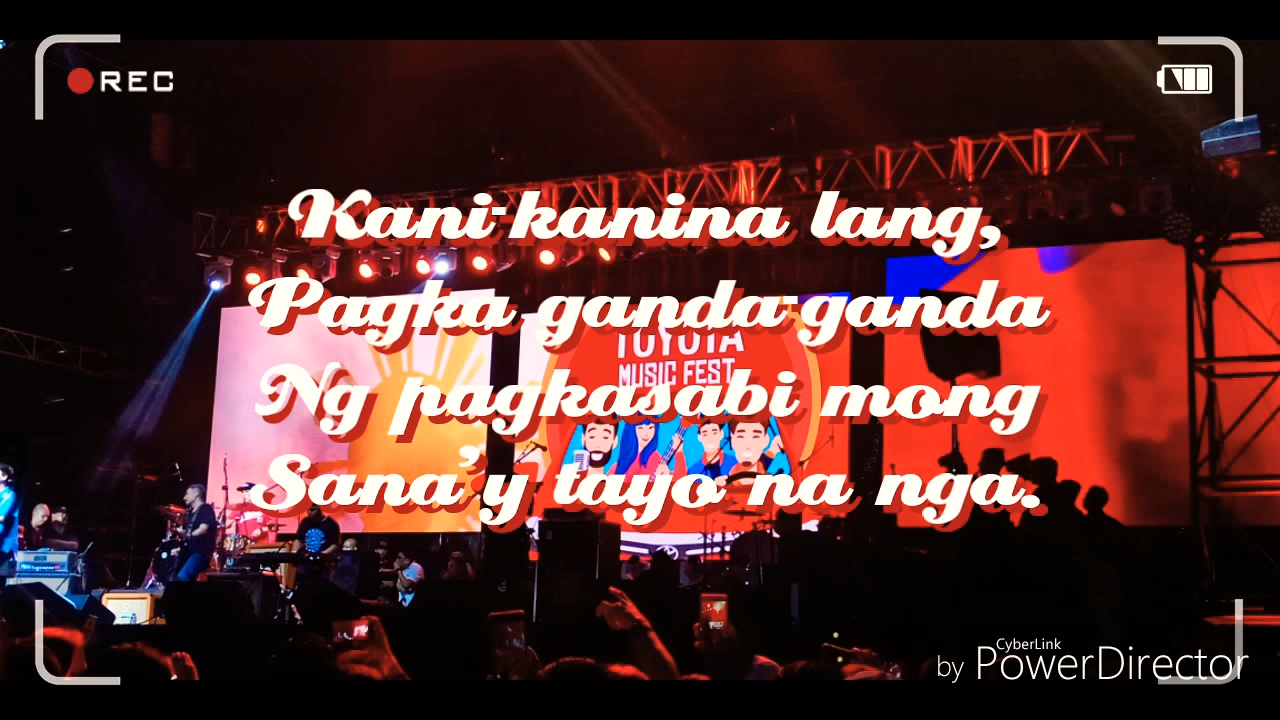 REC
Kani-kanina lang,
Pagka ganda-ganda
TOYOTA
MUSIC FEST
Ng pagkasabi mong
Sana'y tayo na nga.
CyberLink
by PowerDirector